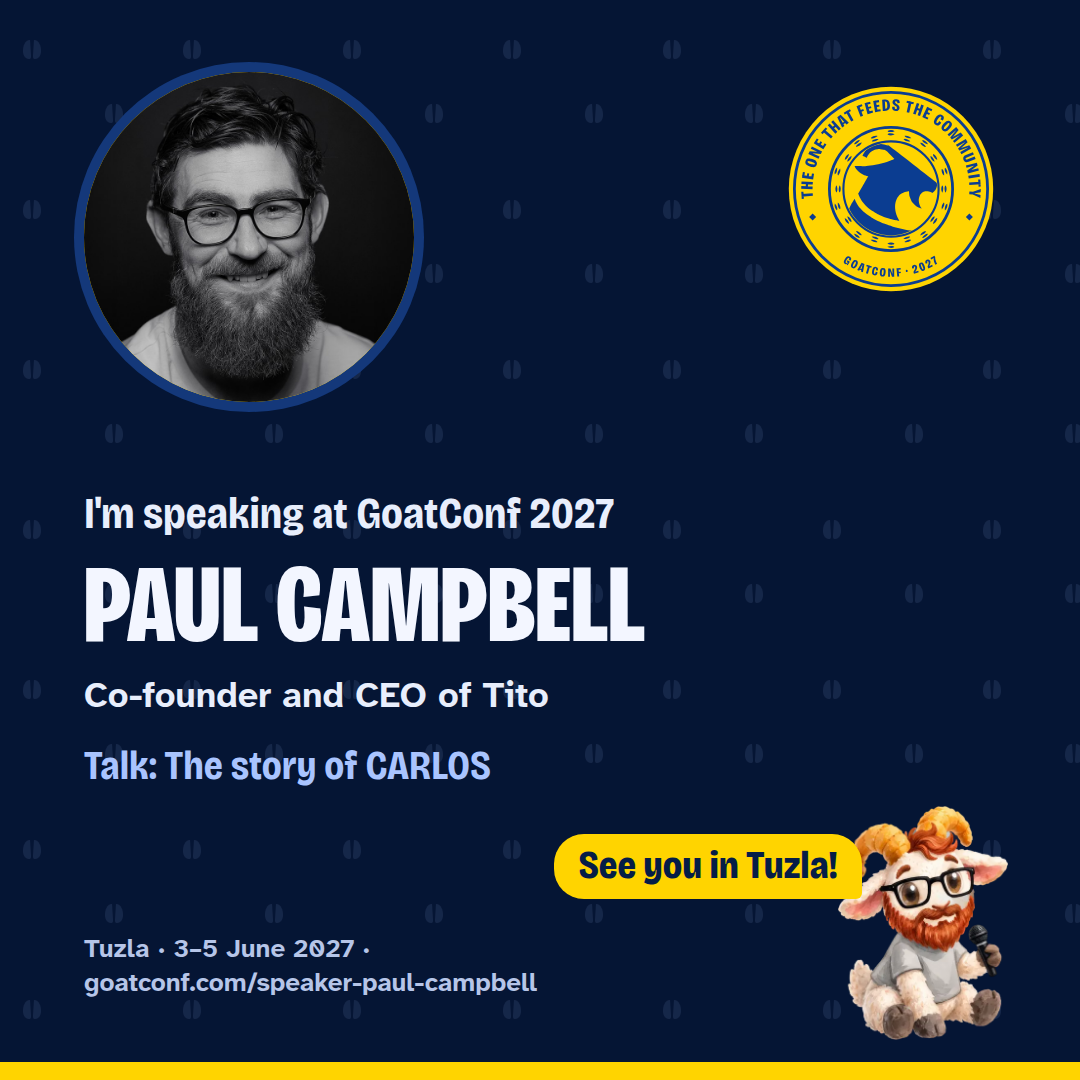 THE ONE THAT FEEDS THE COMMUNITY
GOATCONF · 2027
I'm speaking at GoatConf 2027
PAUL CAMPBELL
Co-founder and CEO of Tito
Talk: The story of CARLOS
See you in Tuzla!
Tuzla · 3–5 June 2027 ·
goatconf.com/speaker-paul-campbell